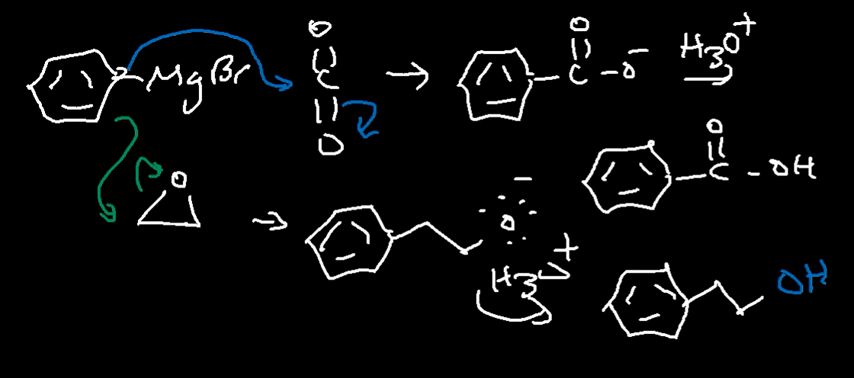 O
MgBr C → C-O⁻ H₃O⁺
O
O
C-OH
O → O⁻
H₃O⁺
OH